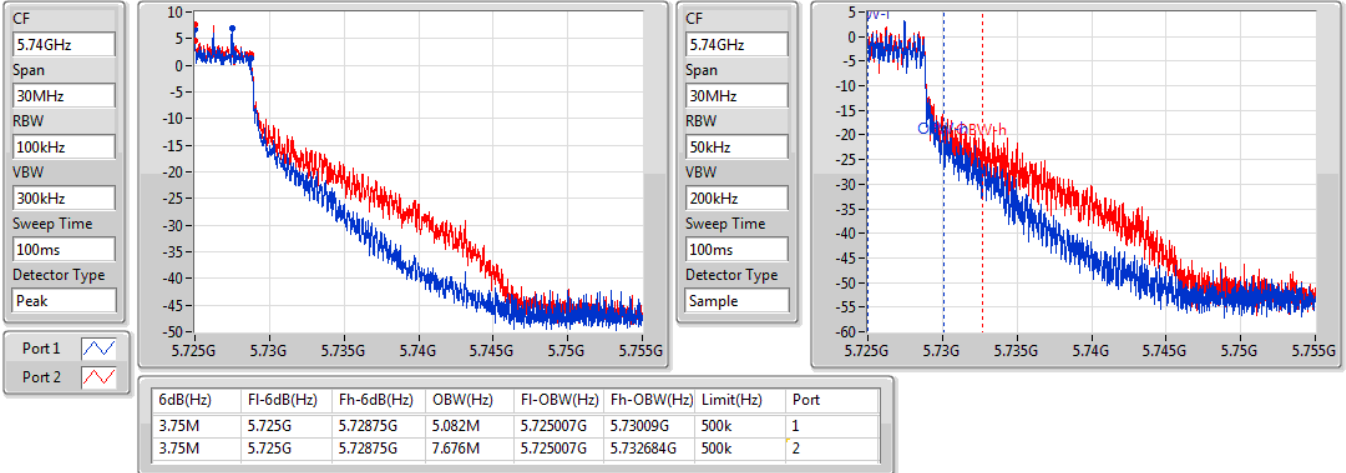 CF
5.74GHz
Span
30MHz
RBW
100kHz
VBW
300kHz
Sweep Time
100ms
Detector Type
Peak
10
5
0
-5
-10
-15
-20
-25
-30
-35
-40
-45
-50
5.725G 5.73G 5.735G 5.74G 5.745G 5.75G 5.755G
CF
5.74GHz
Span
30MHz
RBW
50kHz
VBW
200kHz
Sweep Time
100ms
Detector Type
Sample
5
0
-5
-10
-15
-20
-25
-30
-35
-40
-45
-50
-55
-60
OBW-h
5.725G 5.73G 5.735G 5.74G 5.745G 5.75G 5.755G
Port 1
Port 2
6dB(Hz) Fl-6dB(Hz) Fh-6dB(Hz) OBW(Hz) Fl-OBW(Hz) Fh-OBW(Hz) Limit(Hz) Port
3.75M 5.725G 5.72875G 5.082M 5.725007G 5.73009G 500k 1
3.75M 5.725G 5.72875G 7.676M 5.725007G 5.732684G 500k 2